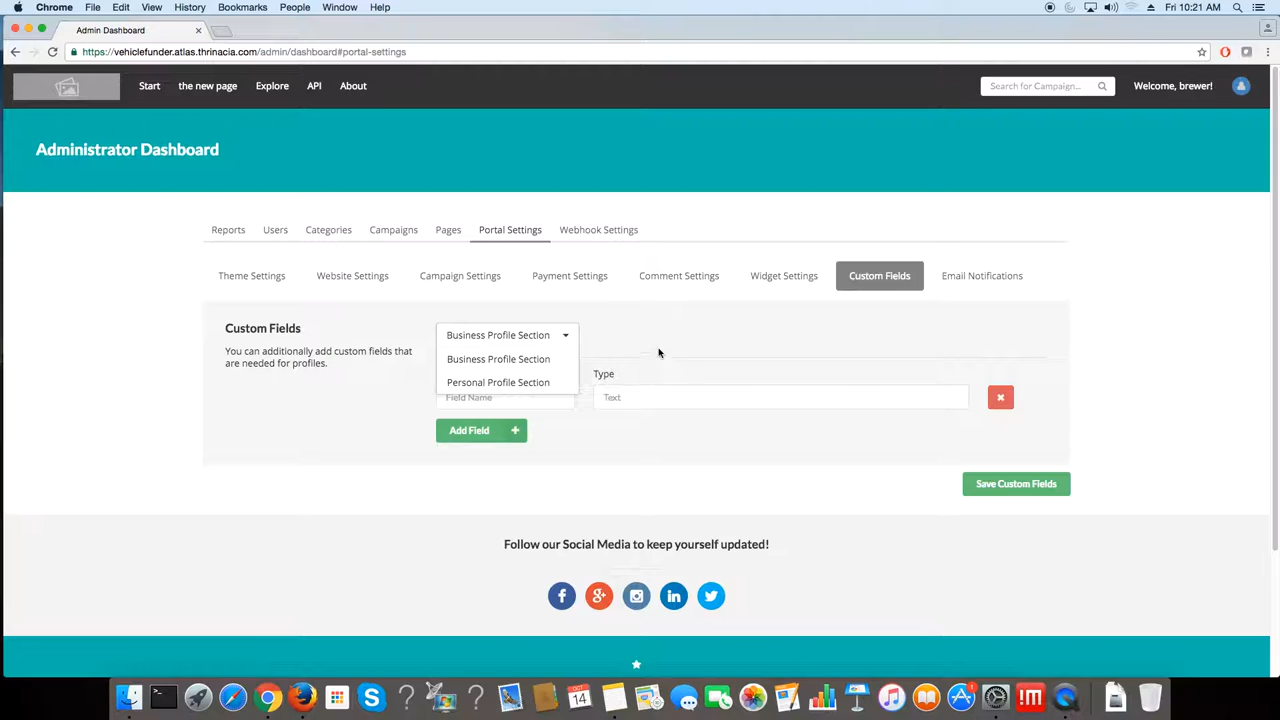 Chrome File Edit View History Bookmarks People Window Help Fri 10:21 AM
Admin Dashboard
https://vehiclefunder.atlas.thrinacia.com/admin/dashboard#portal-settings
Start the new page Explore API About Search for Campaign... Welcome, brewer!
Administrator Dashboard
Reports Users Categories Campaigns Pages Portal Settings Webhook Settings
Theme Settings Website Settings Campaign Settings Payment Settings Comment Settings Widget Settings Custom Fields Email Notifications
Custom Fields
You can additionally add custom fields that
are needed for profiles.
Business Profile Section
Business Profile Section
Personal Profile Section
Type
Field Name Text
Add Field +
Save Custom Fields
Follow our Social Media to keep yourself updated!